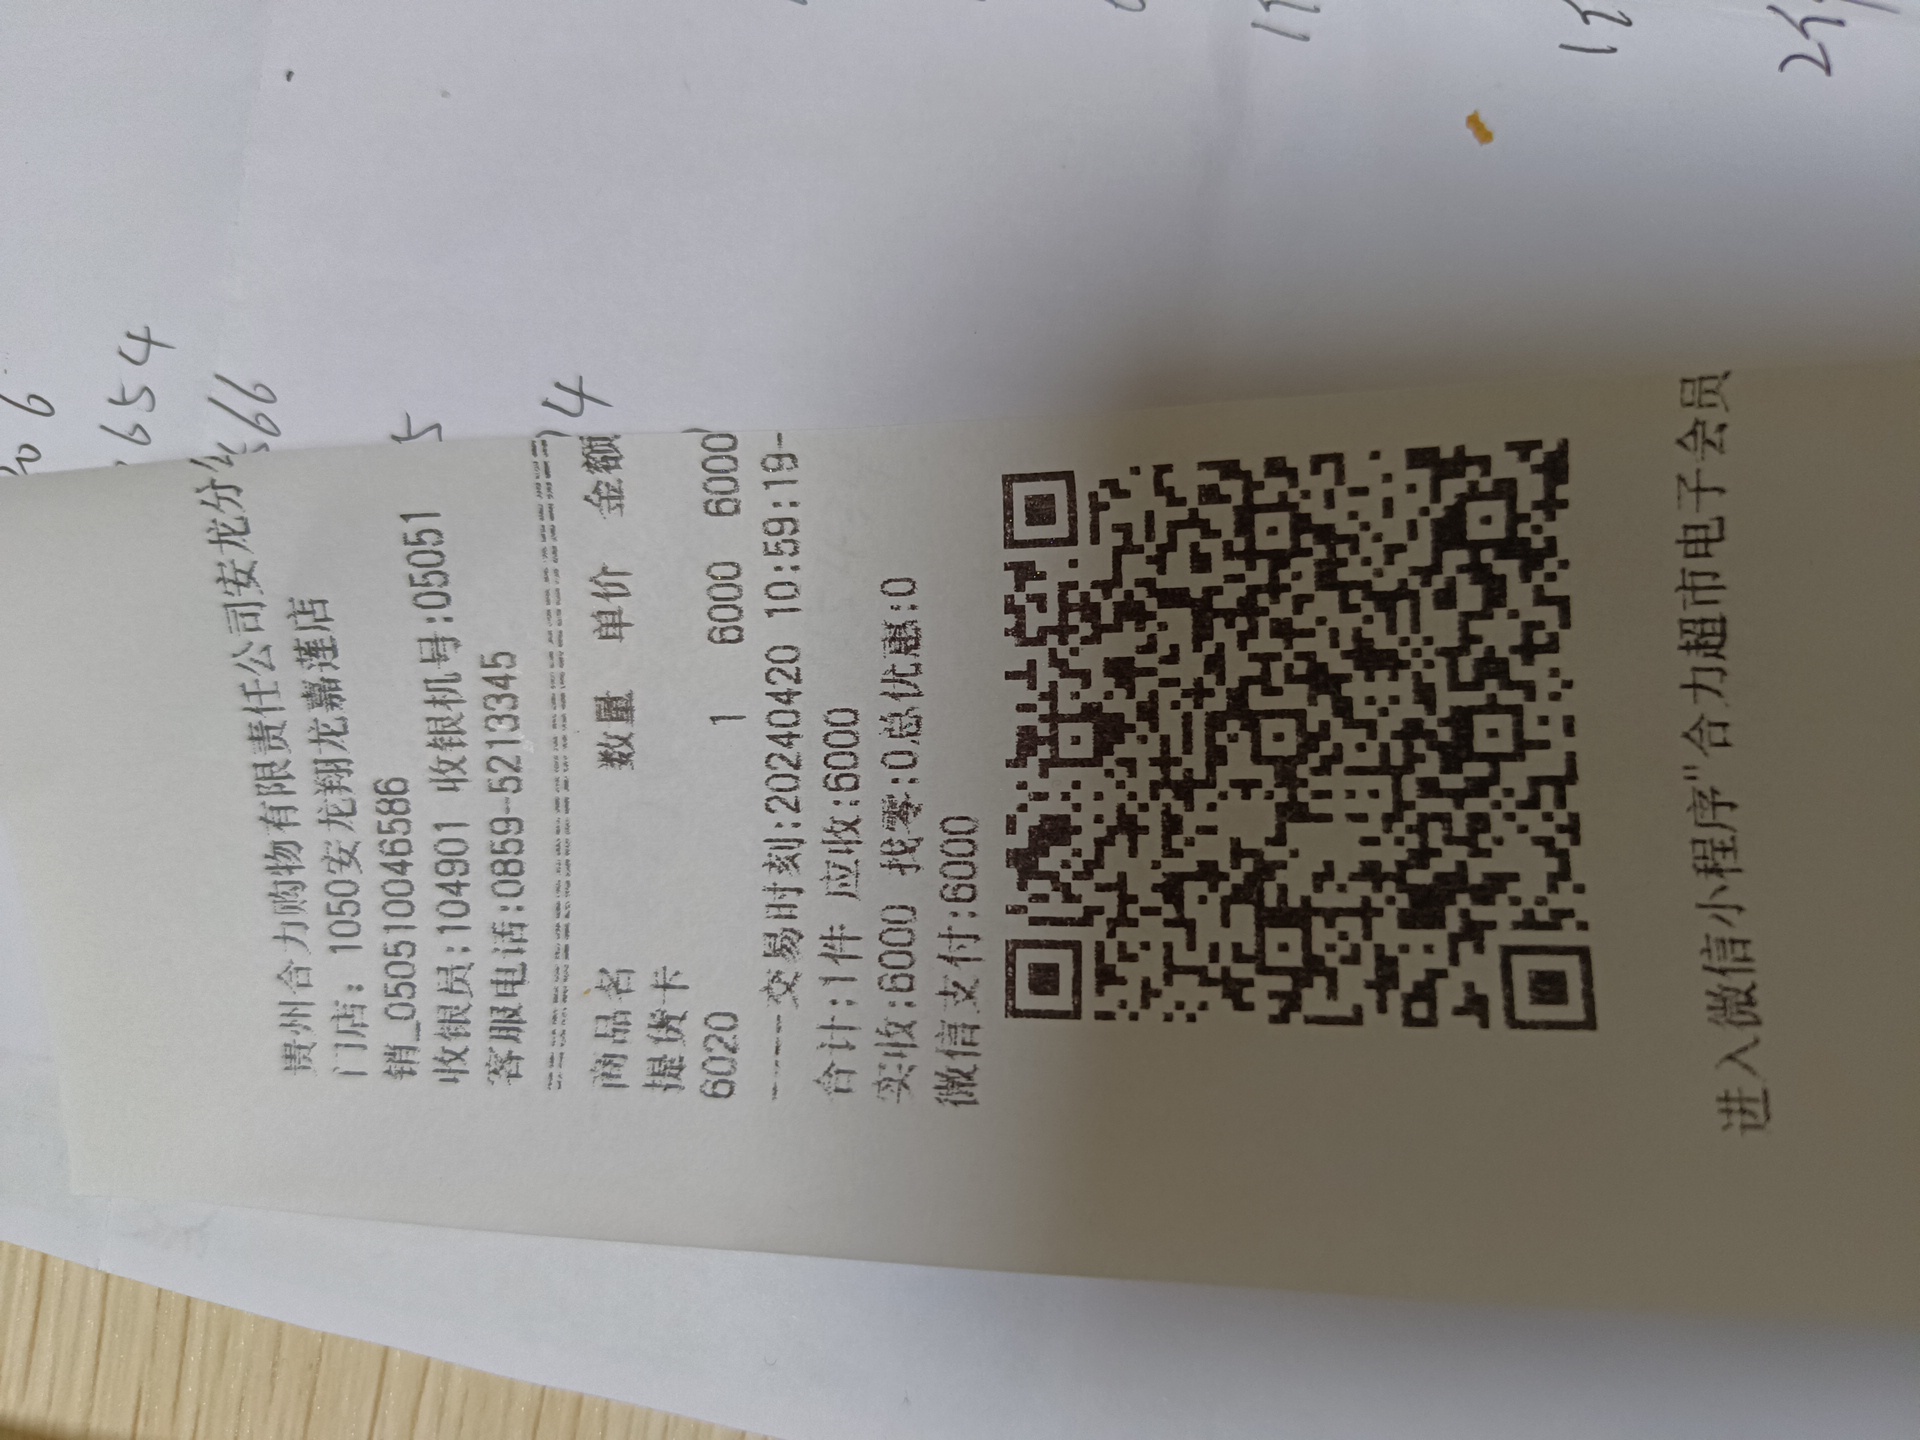 贵州合力购物有限责任公司安龙分
门店: 1050安龙翔龙嘉莲店
销_050510046586
收银员:104901 收银机号:05051
客服电话:0859-5213345
商品名 数量 单价 金额
提货卡
6020 1 6000 6000
----交易时刻:20240420 10:59:19-
合计:1件 应收:6000
实收:6000 找零:0总优惠:0
微信支付:6000
进入微信小程序"合力超市电子会员
654
566
5
4